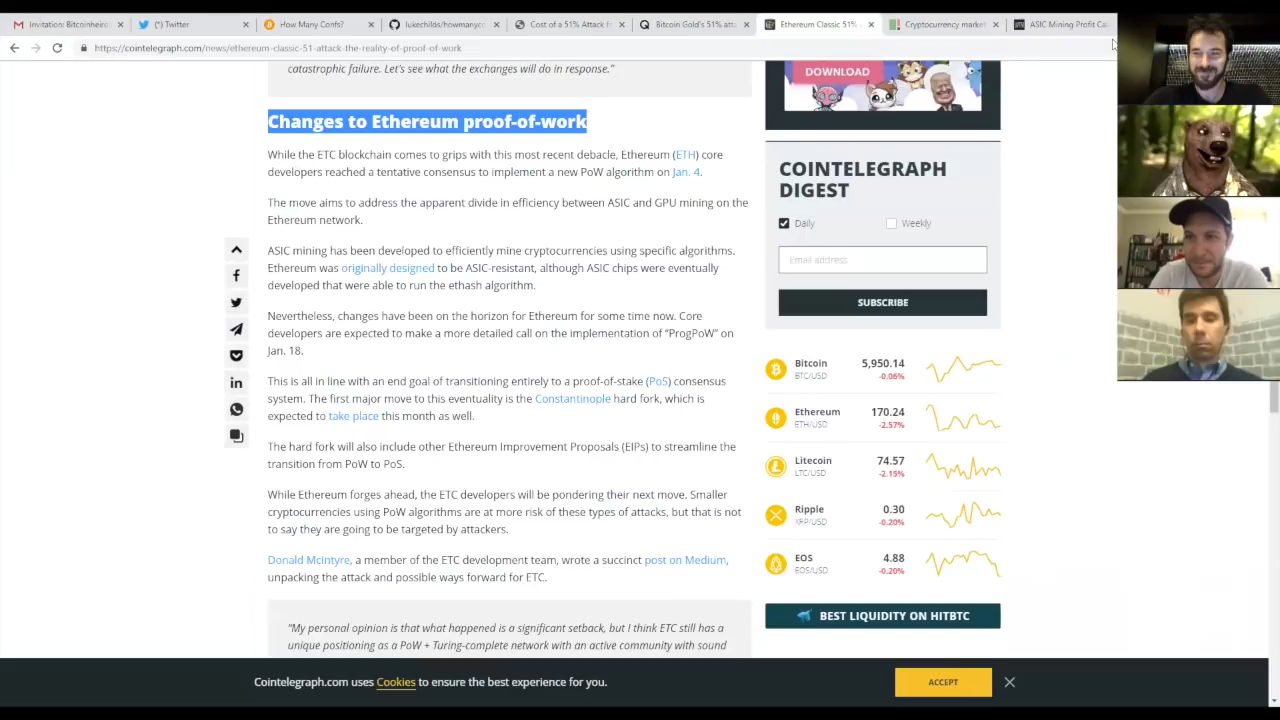 Invitation: Bitcoinheiro
(*) Twitter
How Many Confs?
lukechilds/howmanyco
Cost of a 51% Attack f
Bitcoin Gold's 51% atta
Ethereum Classic 51%
Cryptocurrency market
ASIC Mining Profit Ca
https://cointelegraph.com/news/ethereum-classic-51-attack-the-reality-of-proof-of-work
catastrophic failure. Let's see what the exchanges will do in response."
Changes to Ethereum proof-of-work
While the ETC blockchain comes to grips with this most recent debacle, Ethereum (ETH) core
developers reached a tentative consensus to implement a new PoW algorithm on Jan. 4.
The move aims to address the apparent divide in efficiency between ASIC and GPU mining on the
Ethereum network.
ASIC mining has been developed to efficiently mine cryptocurrencies using specific algorithms.
Ethereum was originally designed to be ASIC-resistant, although ASIC chips were eventually
developed that were able to run the ethash algorithm.
Nevertheless, changes have been on the horizon for Ethereum for some time now. Core
developers are expected to make a more detailed call on the implementation of "ProgPoW" on
Jan. 18.
This is all in line with an end goal of transitioning entirely to a proof-of-stake (PoS) consensus
system. The first major move to this eventuality is the Constantinople hard fork, which is
expected to take place this month as well.
The hard fork will also include other Ethereum Improvement Proposals (EIPs) to streamline the
transition from PoW to PoS.
While Ethereum forges ahead, the ETC developers will be pondering their next move. Smaller
cryptocurrencies using PoW algorithms are at more risk of these types of attacks, but that is not
to say they are going to be targeted by attackers.
Donald McIntyre, a member of the ETC development team, wrote a succinct post on Medium,
unpacking the attack and possible ways forward for ETC.
"My personal opinion is that what happened is a significant setback, but I think ETC still has a
unique positioning as a PoW + Turing-complete network with an active community with sound
DOWNLOAD
COINTELEGRAPH
DIGEST
Daily
Weekly
Email address
SUBSCRIBE
Bitcoin 5,950.14
BTC/USD -0.06%
Ethereum 170.24
ETH/USD -2.57%
Litecoin 74.57
LTC/USD -2.15%
Ripple 0.30
XRP/USD -0.20%
EOS 4.88
EOS/USD -0.20%
BEST LIQUIDITY ON HITBTC
Cointelegraph.com uses Cookies to ensure the best experience for you.
ACCEPT